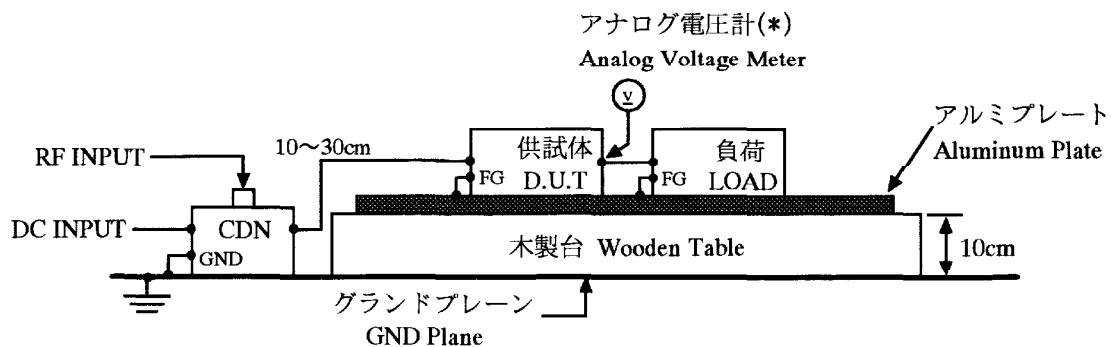 アナログ電圧計(*)
Analog Voltage Meter
V
アルミプレート
Aluminum Plate
10〜30cm
供試体
D.U.T
負荷
LOAD
RF INPUT
FG
FG
DC INPUT
CDN
GND
木製台 Wooden Table
10cm
グランドプレーン
GND Plane